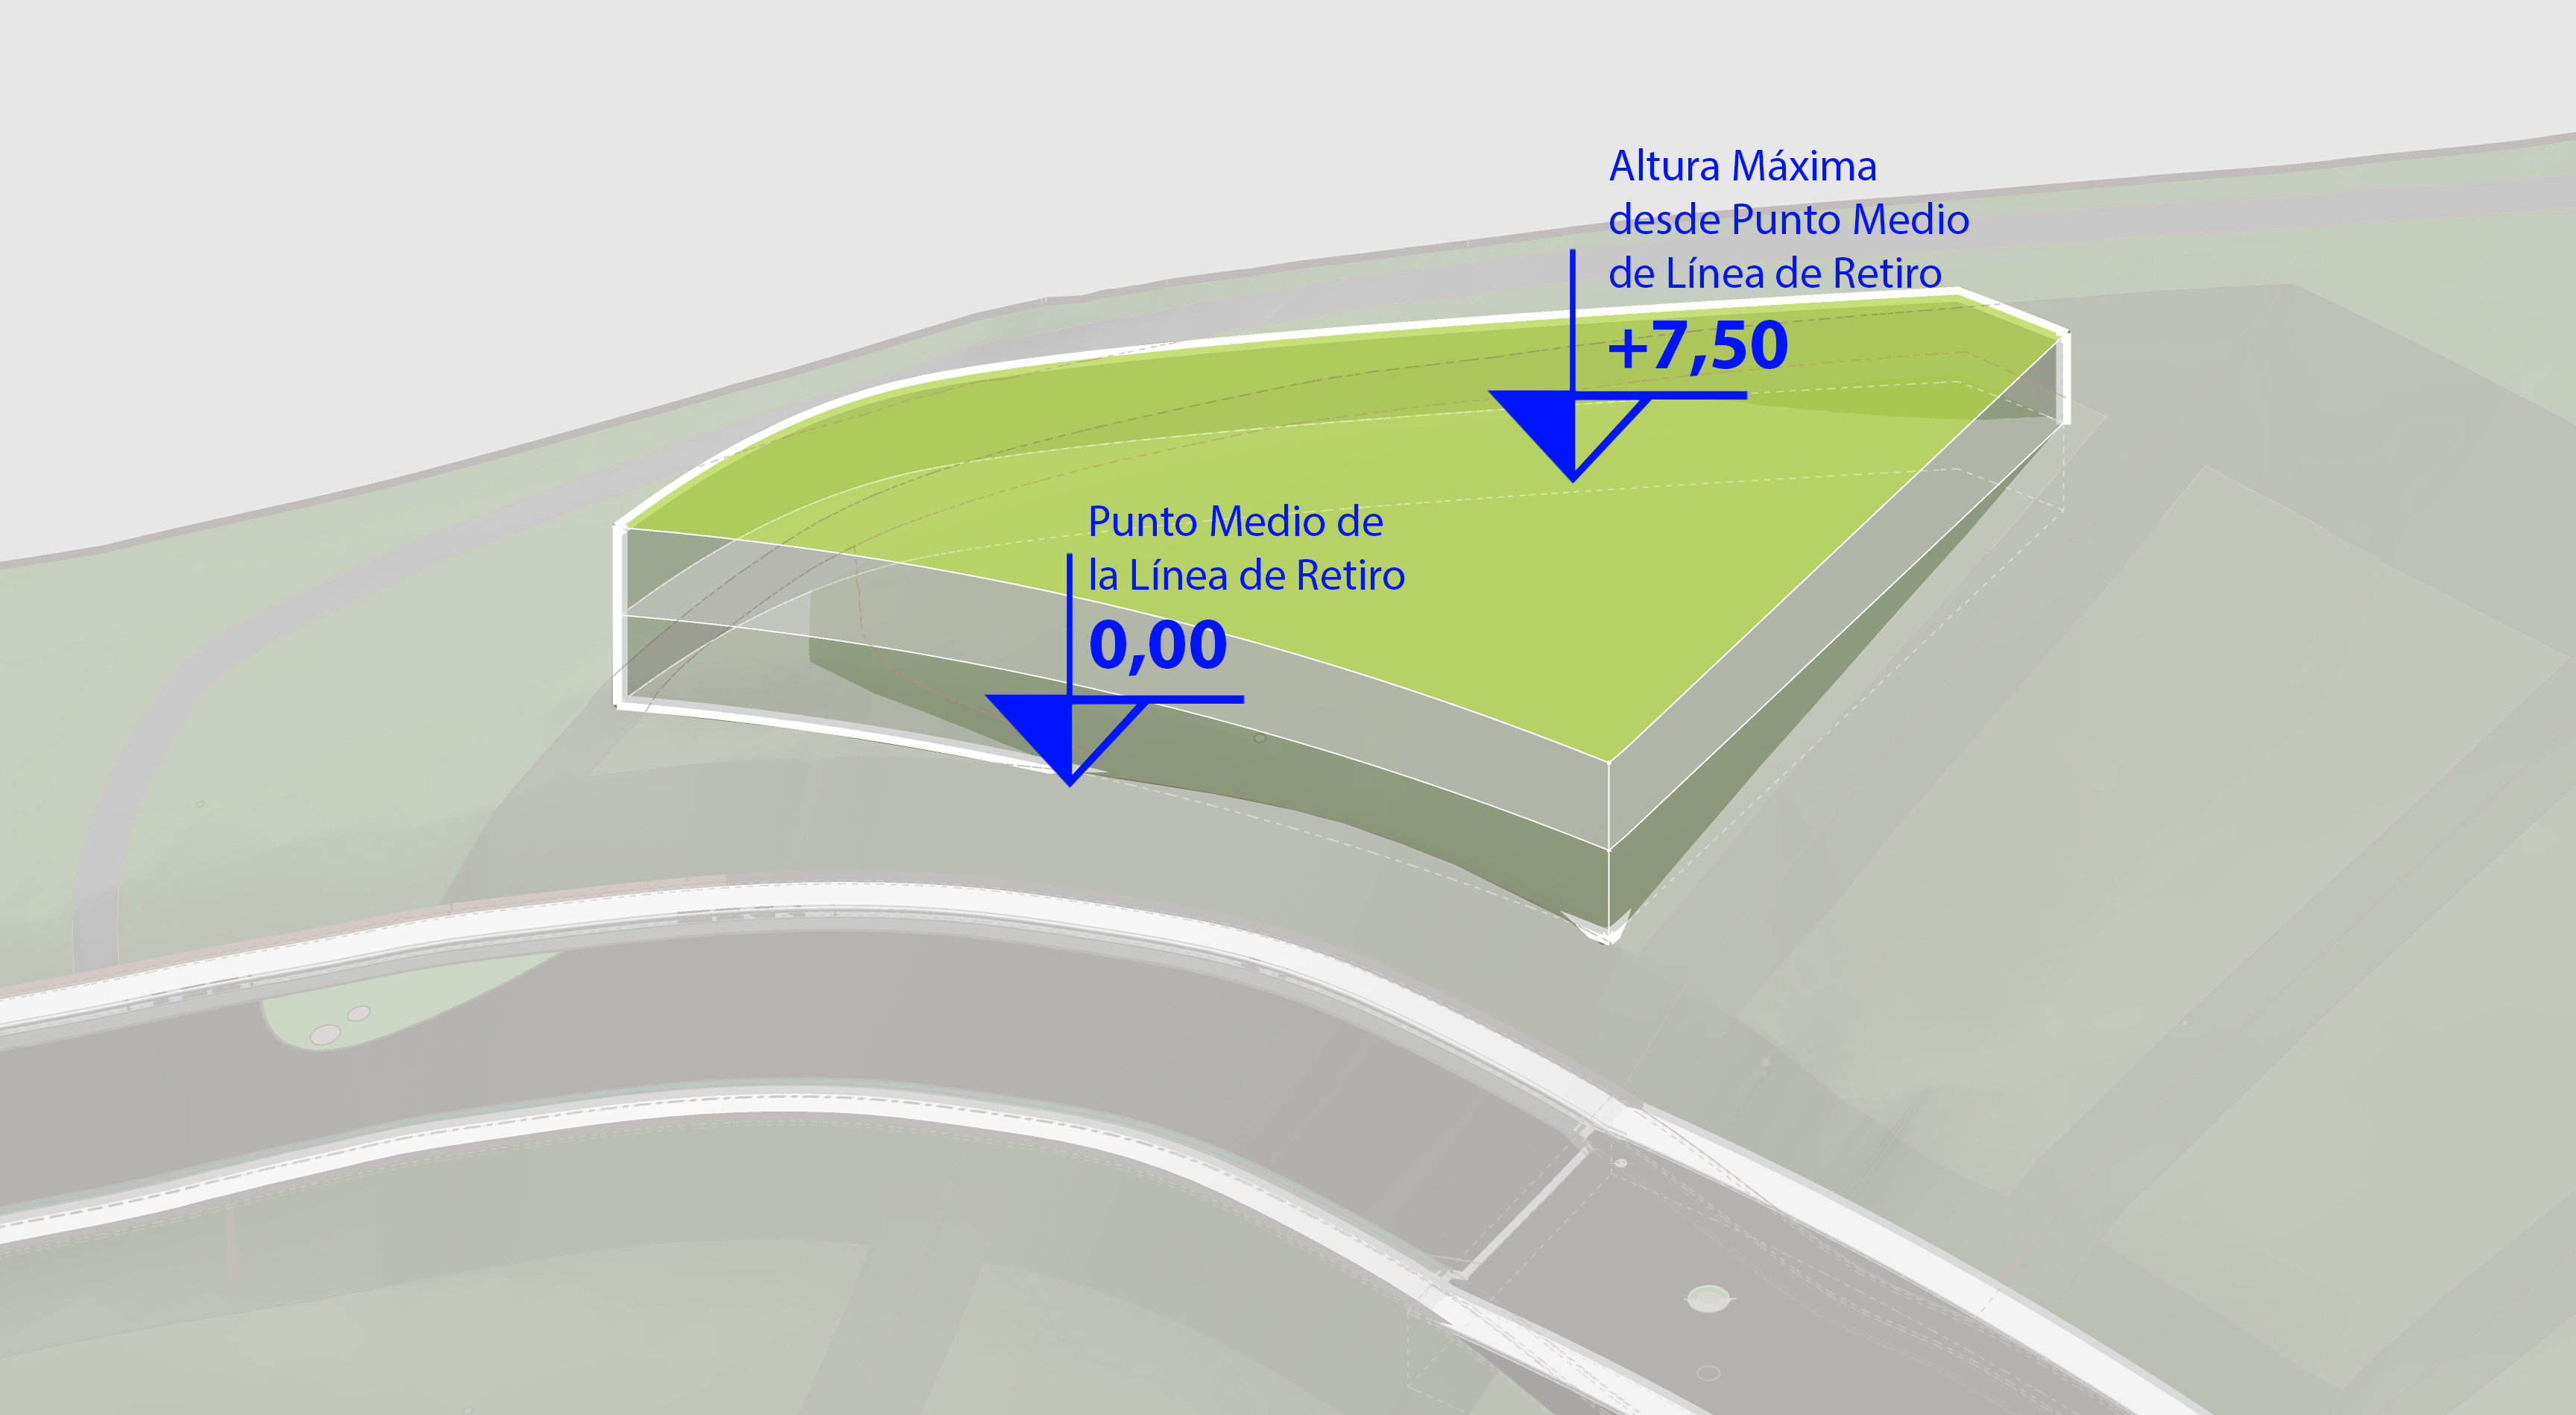 Altura Máxima
desde Punto Medio
de Línea de Retiro
+7,50
Punto Medio de
la Línea de Retiro
0,00